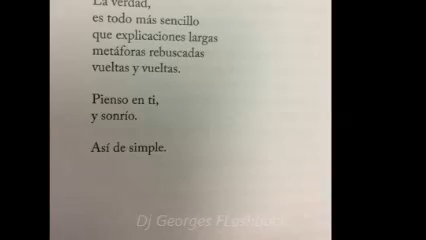 La verdad,
es todo más sencillo
que explicaciones largas
metáforas rebuscadas
vueltas y vueltas.
Pienso en ti,
y sonrío.
Así de simple.
Dj Georges